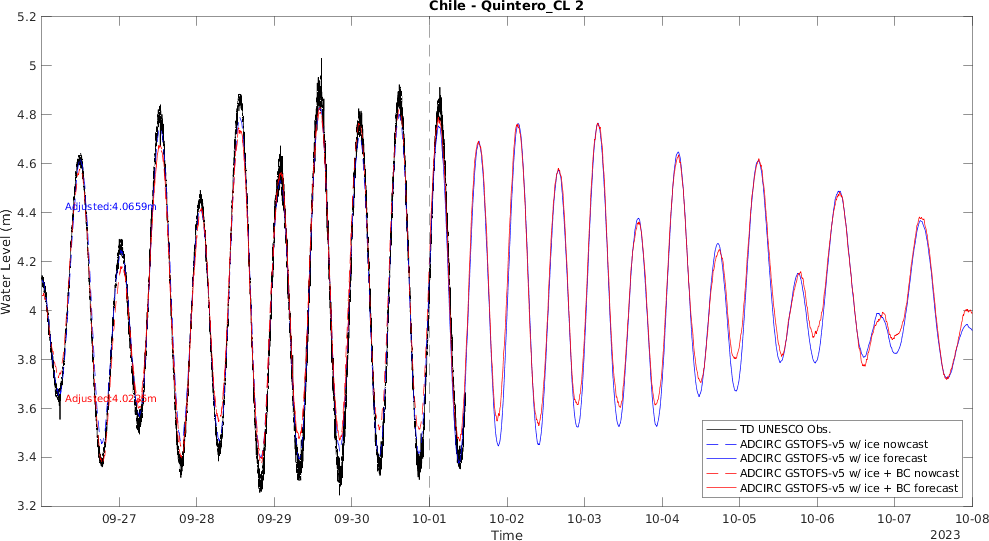 Chile - Quintero_CL 2
5.2
5
4.8
4.6
4.4
4.2
4
3.8
3.6
3.4
3.2
Water Level (m)
Adjusted:4.0659m
TD UNESCO Obs.
ADCIRC GSTOFS-v5 w/ ice nowcast
ADCIRC GSTOFS-v5 w/ ice forecast
ADCIRC GSTOFS-v5 w/ ice + BC nowcast
ADCIRC GSTOFS-v5 w/ ice + BC forecast
09-27 09-28 09-29 09-30 10-01 10-02 10-03 10-04 10-05 10-06 10-07 10-08
Time
2023